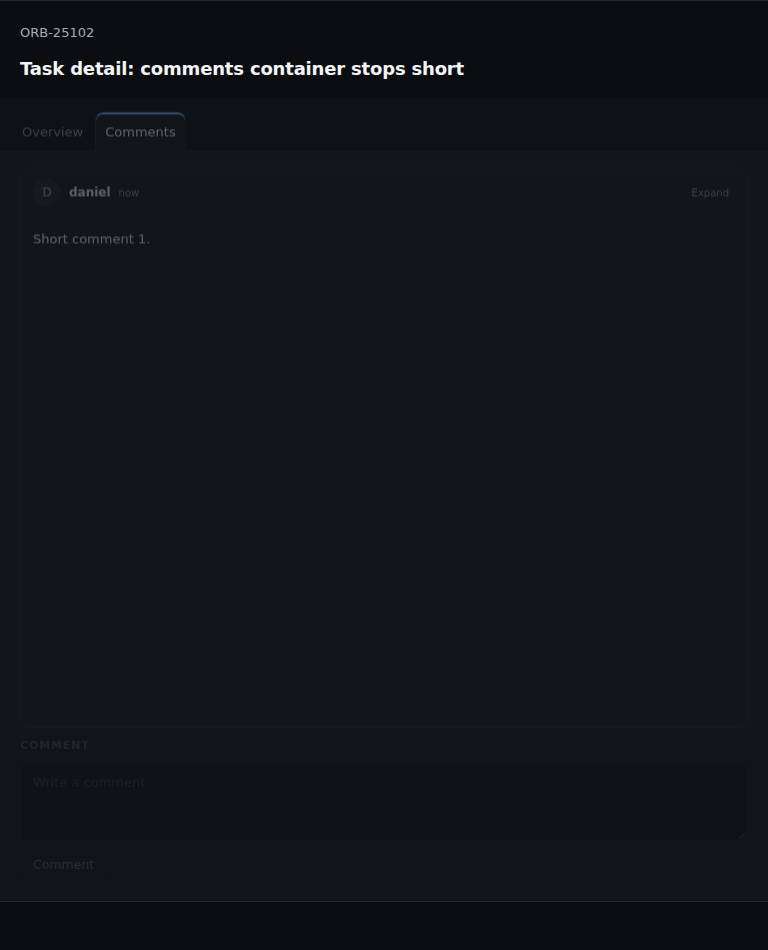 ORB-25102
Task detail: comments container stops short
Overview Comments
D daniel now Expand
Short comment 1.
COMMENT
Write a comment
Comment